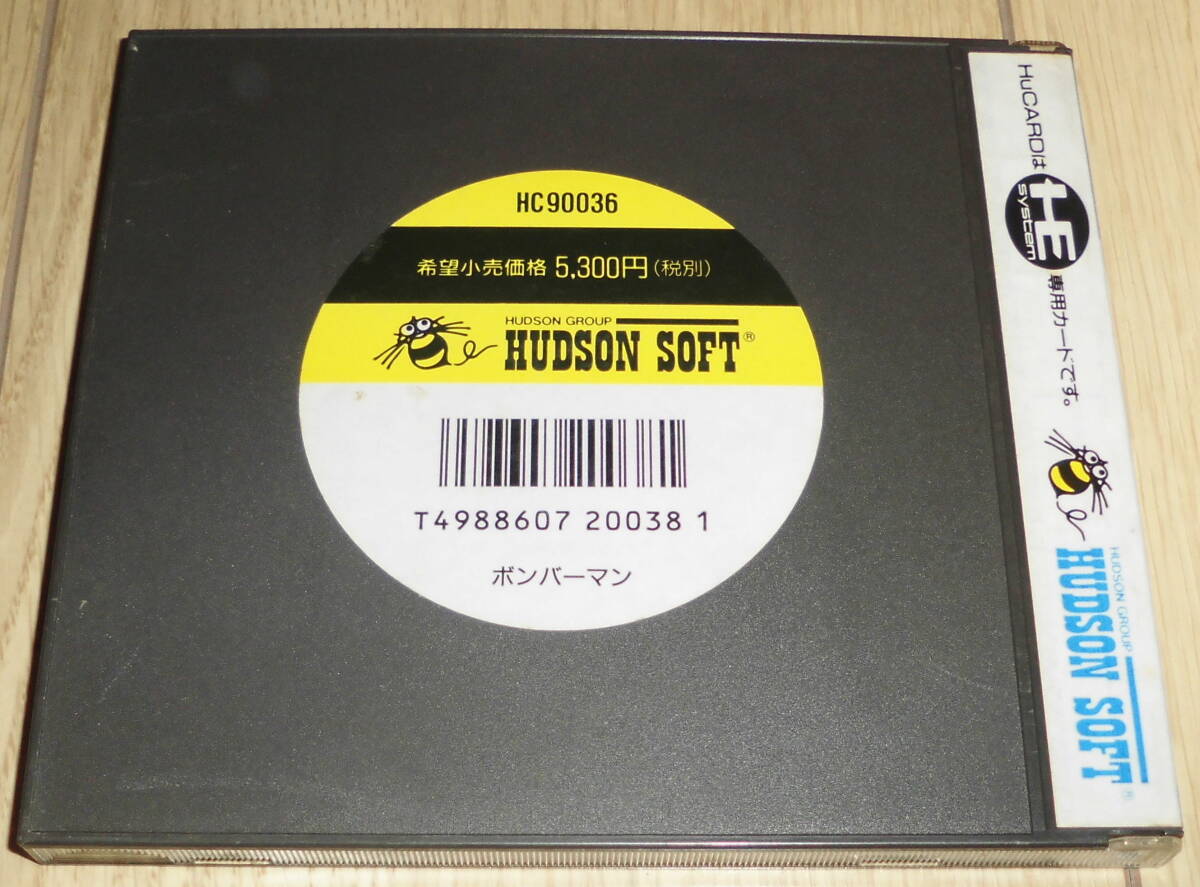 HC90036
希望小売価格 5,300円(税別)
HUDSON GROUP
HUDSON SOFT®
T4988607 20038 1
ボンバーマン
HuCARDは HE system 専用カードです。
HUDSON GROUP
HUDSON SOFT®